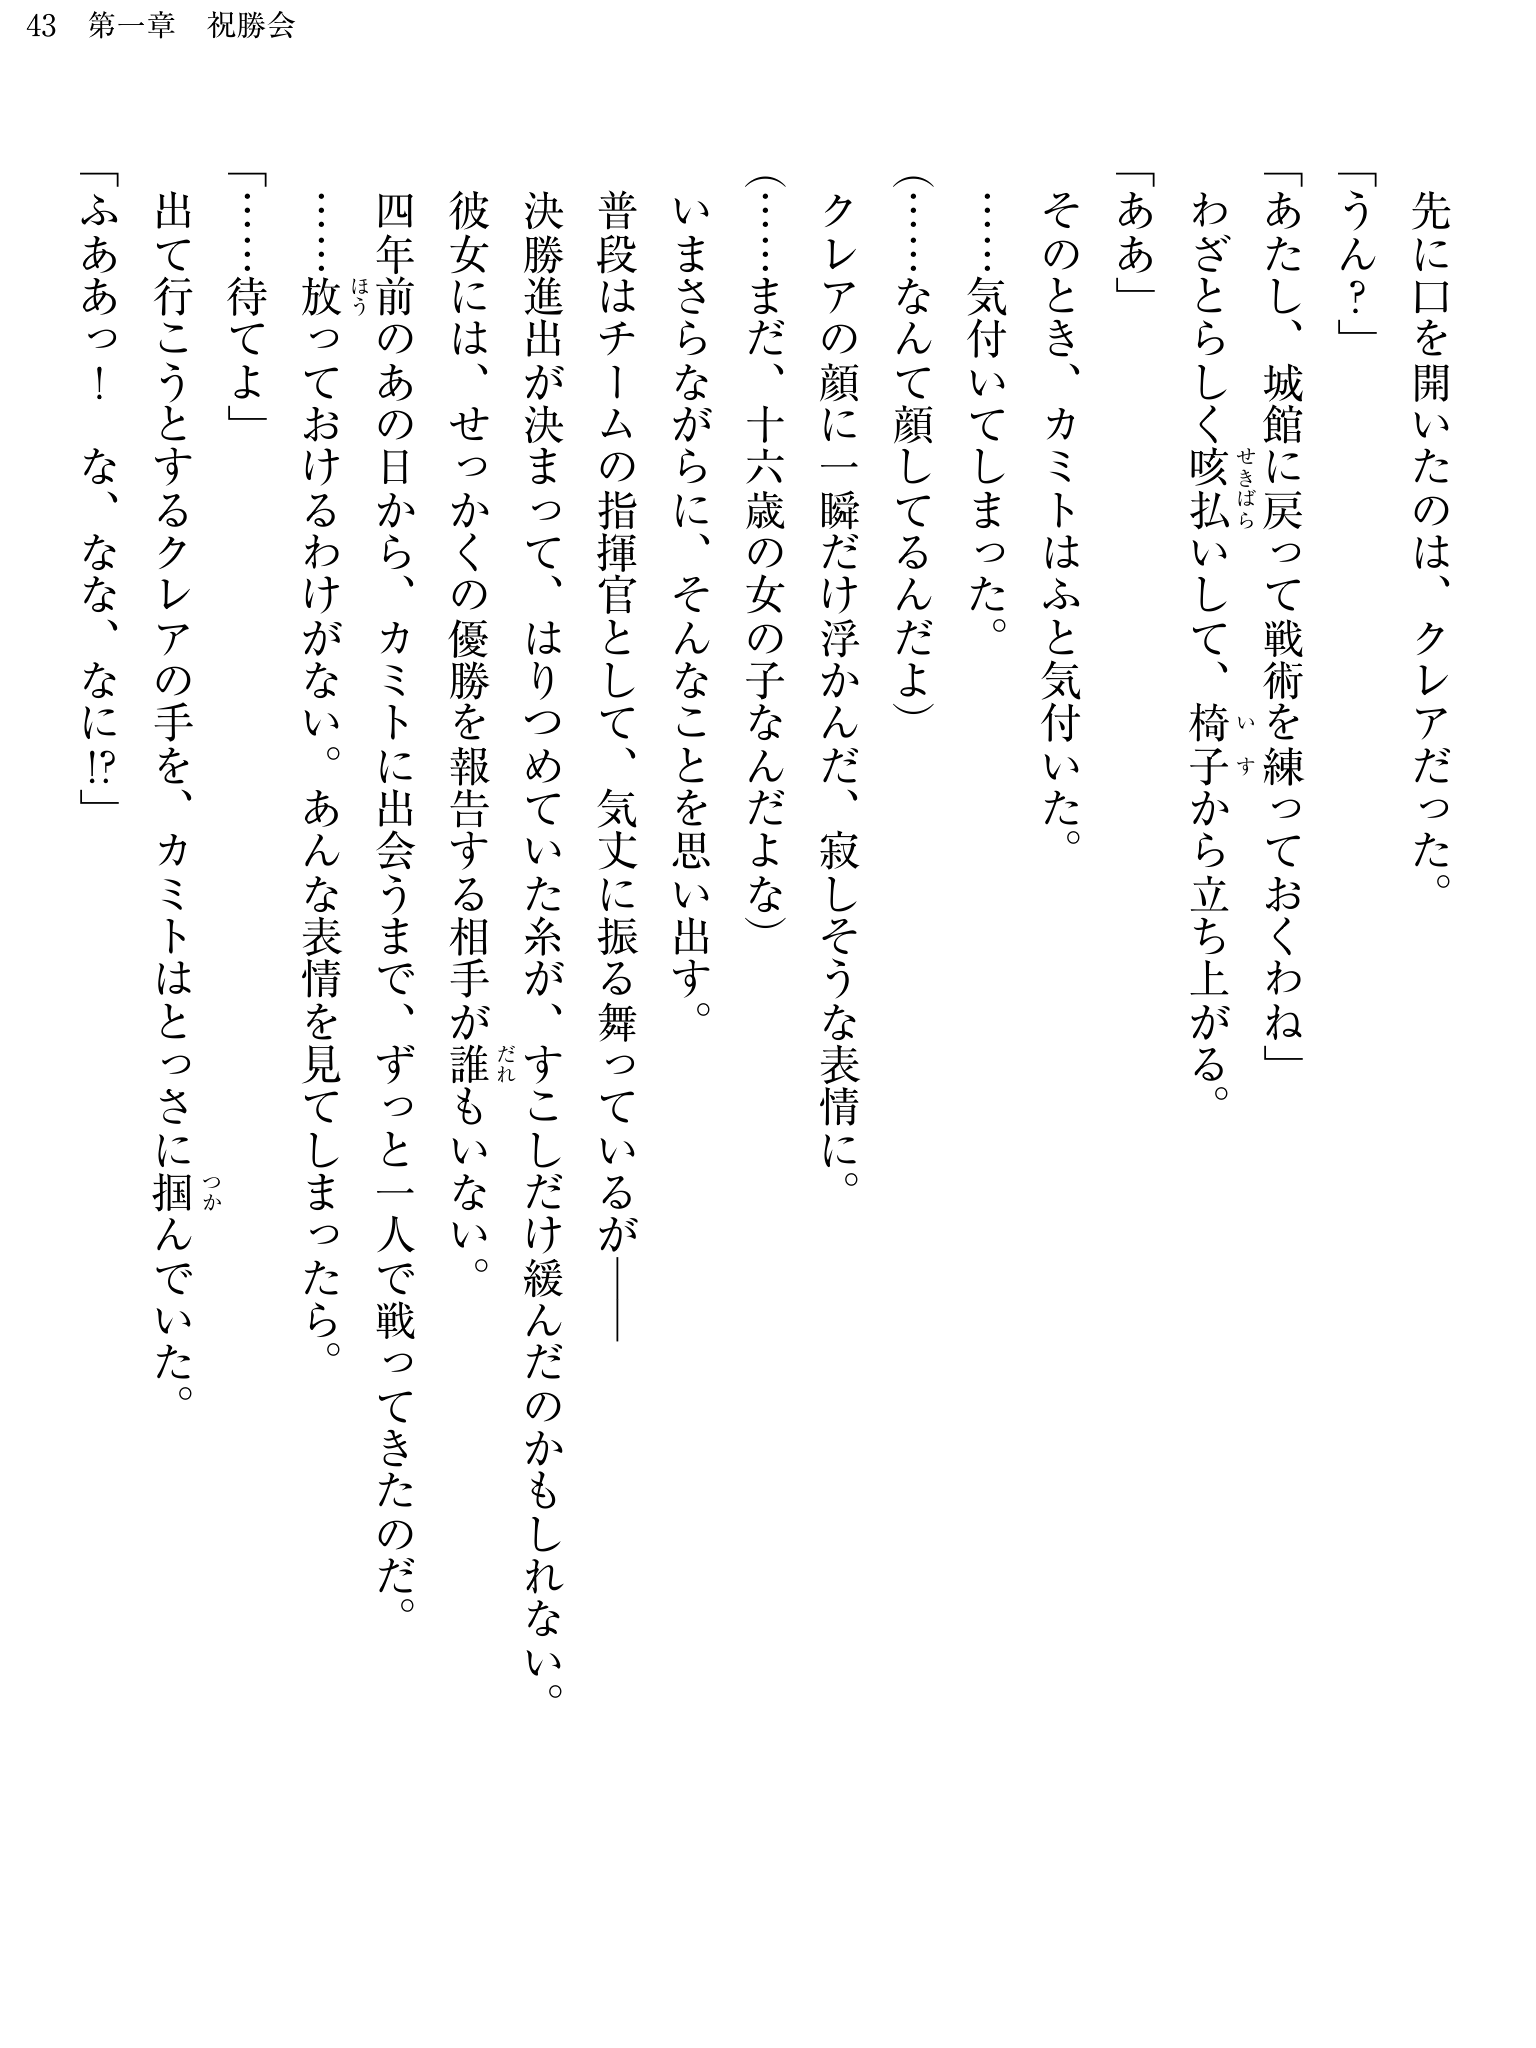 43　第一章　祝勝会
先に口を開いたのは、クレアだった。
「うん？」
「あたし、城館に戻って戦術を練っておくわね」
わざとらしく咳払いして、椅子から立ち上がる。
「ああ」
そのとき、カミトはふと気付いた。
……気付いてしまった。
（……なんて顔してるんだよ）
クレアの顔に一瞬だけ浮かんだ、寂しそうな表情に。
（……まだ、十六歳の女の子なんだよな）
いまさらながらに、そんなことを思い出す。
普段はチームの指揮官として、気丈に振る舞っているが――
決勝進出が決まって、はりつめていた糸が、すこしだけ緩んだのかもしれない。
彼女には、せっかくの優勝を報告する相手が誰もいない。
四年前のあの日から、カミトに出会うまで、ずっと一人で戦ってきたのだ。
……放っておけるわけがない。あんな表情を見てしまったら。
「……待てよ」
出て行こうとするクレアの手を、カミトはとっさに掴んでいた。
「ふああっ！　な、なな、なに!?」